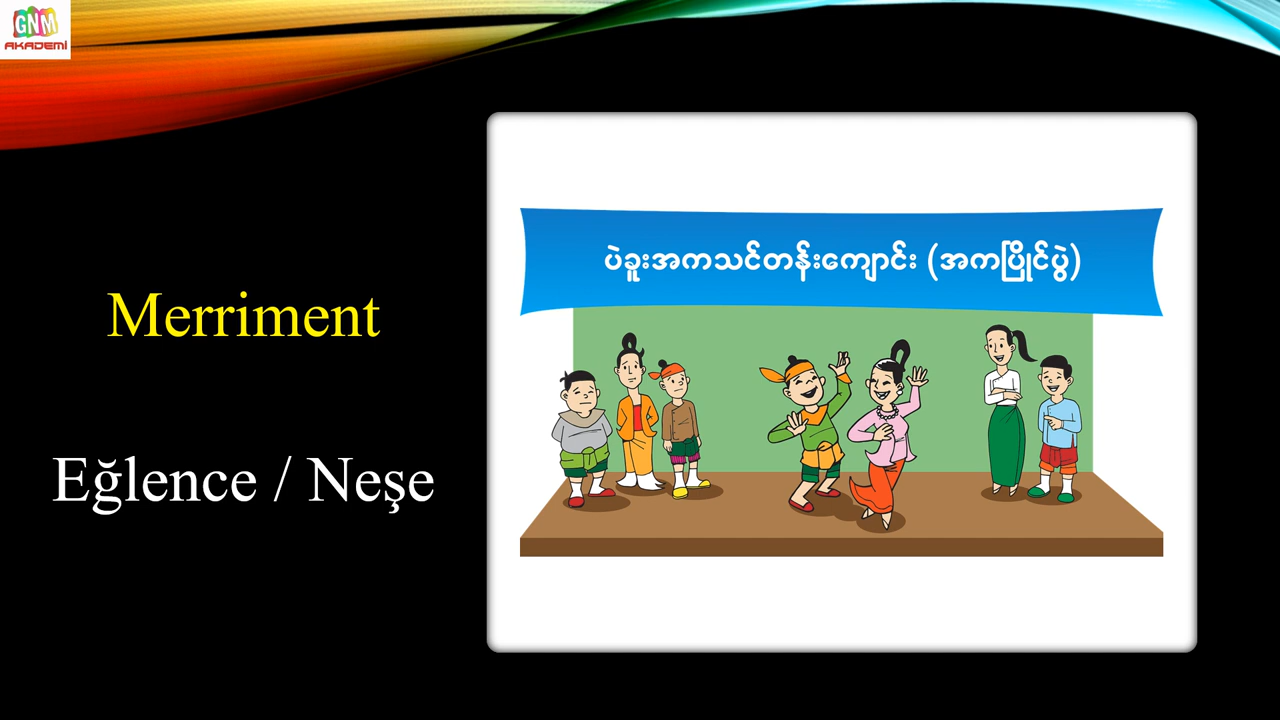 GNM
AKADEMİ
Merriment
Eğlence / Neşe
ပဲခူးအကသင်တန်းကျောင်း (အကပြိုင်ပွဲ)